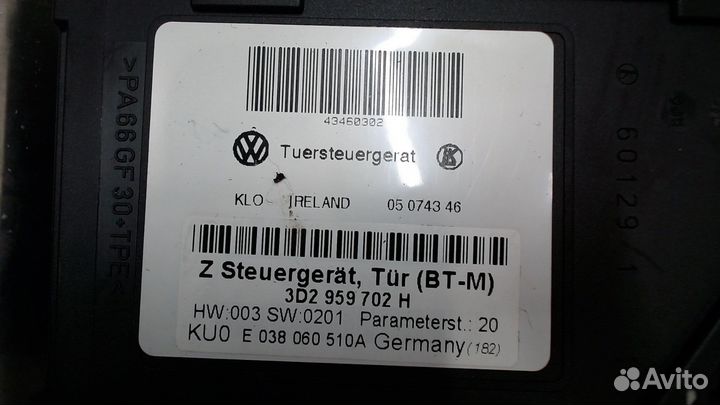 43460302
Tuersteuergerat
KLO IRELAND 05 0743 46
Z Steuergerät, Tür (BT-M)
3D2 959 702 H
HW:003 SW:0201 Parameterst.: 20
KU0 E 038 060 510A Germany (182)
>PA66GF30+TPE<
60129/1
Avito